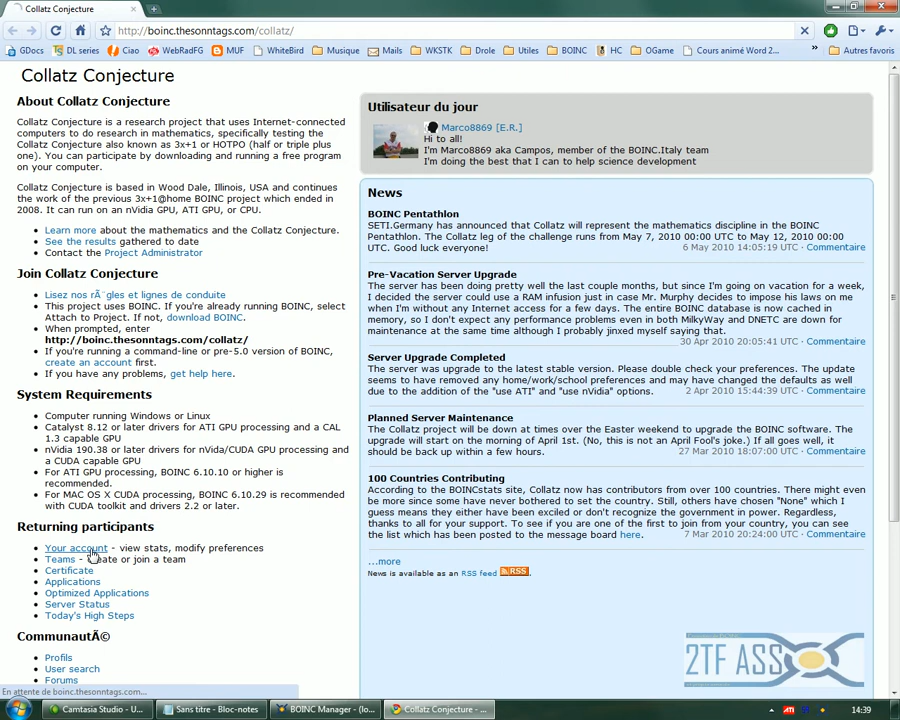 Collatz Conjecture
http://boinc.thesonntags.com/collatz/
GDocs DL series Ciao WebRadFG MUF WhiteBird Musique Mails WKSTK Drole Utiles BOINC HC OGame Cours animé Word 2... » Autres favoris
Collatz Conjecture
About Collatz Conjecture
Collatz Conjecture is a research project that uses Internet-connected
computers to do research in mathematics, specifically testing the
Collatz Conjecture also known as 3x+1 or HOTPO (half or triple plus
one). You can participate by downloading and running a free program
on your computer.
Collatz Conjecture is based in Wood Dale, Illinois, USA and continues
the work of the previous 3x+1@home BOINC project which ended in
2008. It can run on an nVidia GPU, ATI GPU, or CPU.
Learn more about the mathematics and the Collatz Conjecture.
See the results gathered to date
Contact the Project Administrator
Join Collatz Conjecture
Lisez nos rÃ¨gles et lignes de conduite
This project uses BOINC. If you're already running BOINC, select
Attach to Project. If not, download BOINC.
When prompted, enter
http://boinc.thesonntags.com/collatz/
If you're running a command-line or pre-5.0 version of BOINC,
create an account first.
If you have any problems, get help here.
System Requirements
Computer running Windows or Linux
Catalyst 8.12 or later drivers for ATI GPU processing and a CAL
1.3 capable GPU
nVidia 190.38 or later drivers for nVida/CUDA GPU processing and
a CUDA capable GPU
For ATI GPU processing, BOINC 6.10.10 or higher is
recommended.
For MAC OS X CUDA processing, BOINC 6.10.29 is recommended
with CUDA toolkit and drivers 2.2 or later.
Returning participants
Your account - view stats, modify preferences
Teams - create or join a team
Certificate
Applications
Optimized Applications
Server Status
Today's High Steps
CommunautÃ©
Profils
User search
Forums
Utilisateur du jour
Marco8869 [E.R.]
Hi to all!
I'm Marco8869 aka Campos, member of the BOINC.Italy team
I'm doing the best that I can to help science development
News
BOINC Pentathlon
SETI.Germany has announced that Collatz will represent the mathematics discipline in the BOINC
Pentathlon. The Collatz leg of the challenge runs from May 7, 2010 00:00 UTC to May 12, 2010 00:00
UTC. Good luck everyone! 6 May 2010 14:05:19 UTC · Commentaire
Pre-Vacation Server Upgrade
The server has been doing pretty well the last couple months, but since I'm going on vacation for a week,
I decided the server could use a RAM infusion just in case Mr. Murphy decides to impose his laws on me
when I'm without any Internet access for a few days. The entire BOINC database is now cached in
memory, so I don't expect any performance problems even in both MilkyWay and DNETC are down for
maintenance at the same time although I probably jinxed myself saying that.
30 Apr 2010 20:05:41 UTC · Commentaire
Server Upgrade Completed
The server was upgrade to the latest stable version. Please double check your preferences. The update
seems to have removed any home/work/school preferences and may have changed the defaults as well
due to the addition of the "use ATI" and "use nVidia" options. 2 Apr 2010 15:44:39 UTC · Commentaire
Planned Server Maintenance
The Collatz project will be down at times over the Easter weekend to upgrade the BOINC software. The
upgrade will start on the morning of April 1st. (No, this is not an April Fool's joke.) If all goes well, it
should be back up within a few hours. 27 Mar 2010 18:07:00 UTC · Commentaire
100 Countries Contributing
According to the BOINCstats site, Collatz now has contributors from over 100 countries. There might even
be more since some have never bothered to set the country. Still, others have chosen "None" which I
guess means they either have been exciled or don't recognize the government in power. Regardless,
thanks to all for your support. To see if you are one of the first to join from your country, you can see
the list which has been posted to the message board here. 7 Mar 2010 20:24:00 UTC · Commentaire
...more
News is available as an RSS feed RSS.
2TF ASSO
En attente de boinc.thesonntags.com...
Camtasia Studio - U... Sans titre - Bloc-notes BOINC Manager - (lo... Collatz Conjecture - ... ATI 14:39